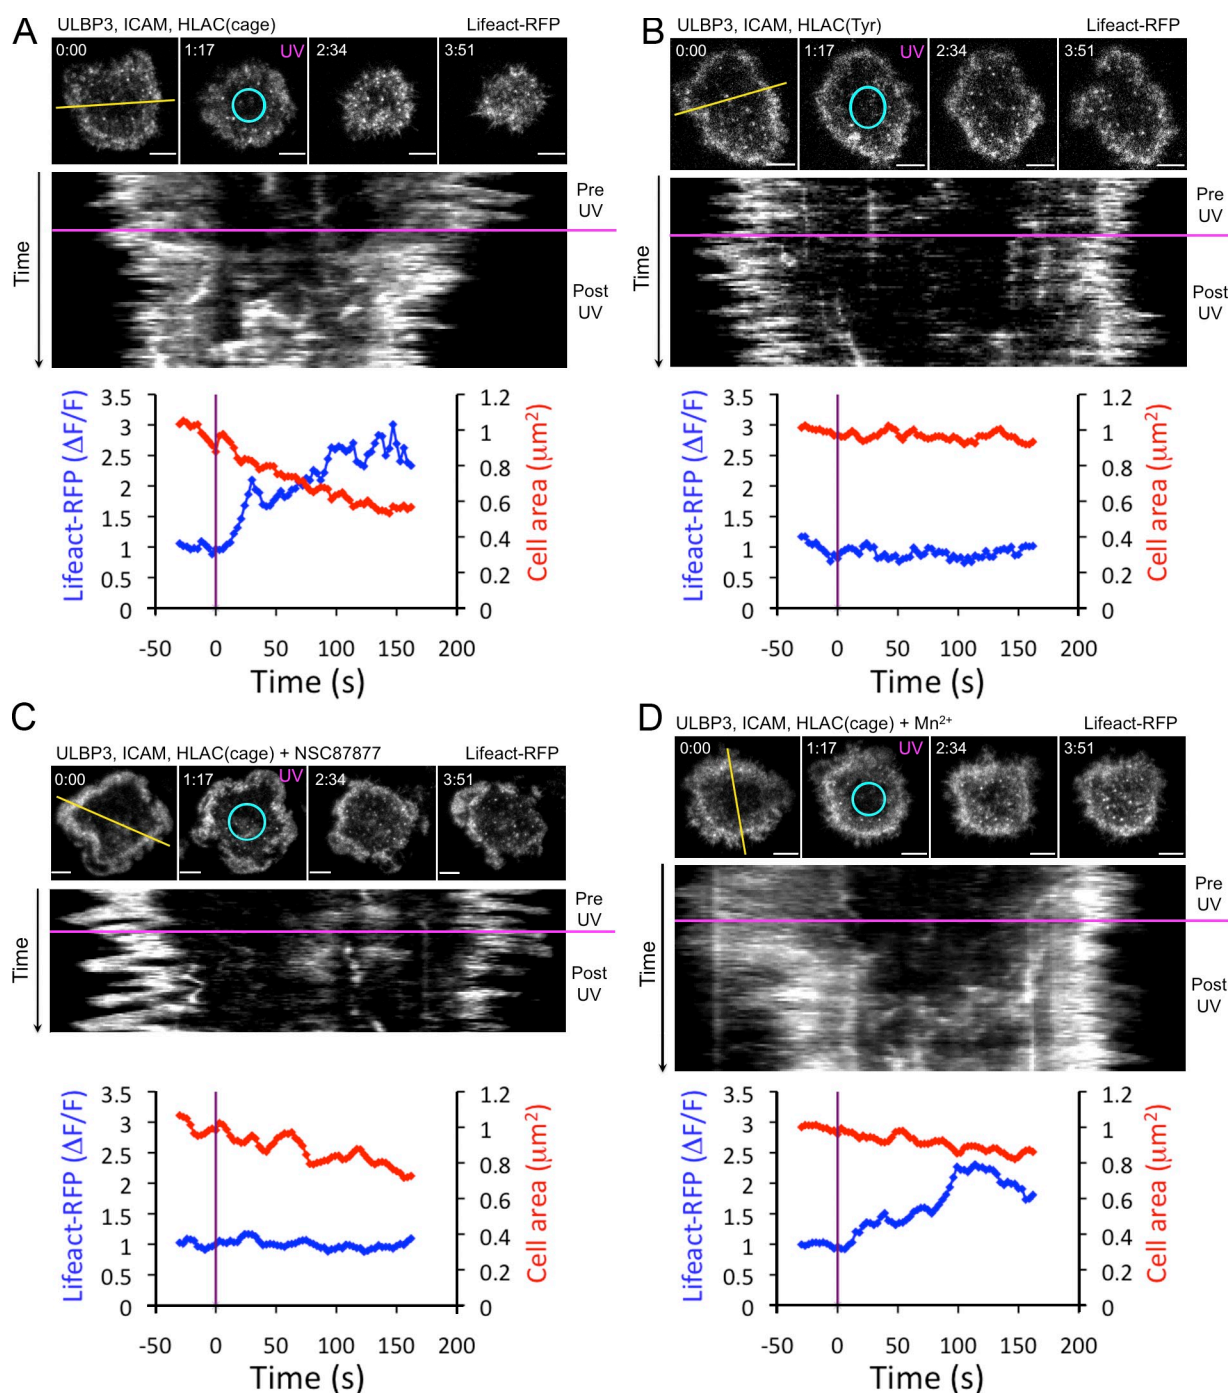 A
ULBP3, ICAM, HLAC(cage) Lifeact-RFP
0:00 1:17 UV 2:34 3:51
Time
Pre
UV
Post
UV
Lifeact-RFP (ΔF/F)
3.5
3
2.5
2
1.5
1
0.5
0
1.2
1
0.8
0.6
0.4
0.2
0
Cell area (μm²)
-50 0 50 100 150 200
Time (s)
B
ULBP3, ICAM, HLAC(Tyr) Lifeact-RFP
0:00 1:17 UV 2:34 3:51
Time
Pre
UV
Post
UV
Lifeact-RFP (ΔF/F)
3.5
3
2.5
2
1.5
1
0.5
0
1.2
1
0.8
0.6
0.4
0.2
0
Cell area (μm²)
-50 0 50 100 150 200
Time (s)
C
ULBP3, ICAM, HLAC(cage) + NSC87877 Lifeact-RFP
0:00 1:17 UV 2:34 3:51
Time
Pre
UV
Post
UV
Lifeact-RFP (ΔF/F)
3.5
3
2.5
2
1.5
1
0.5
0
1.2
1
0.8
0.6
0.4
0.2
0
Cell area (μm²)
-50 0 50 100 150 200
Time (s)
D
ULBP3, ICAM, HLAC(cage) + Mn²⁺ Lifeact-RFP
0:00 1:17 UV 2:34 3:51
Time
Pre
UV
Post
UV
Lifeact-RFP (ΔF/F)
3.5
3
2.5
2
1.5
1
0.5
0
1.2
1
0.8
0.6
0.4
0.2
0
Cell area (μm²)
-50 0 50 100 150 200
Time (s)